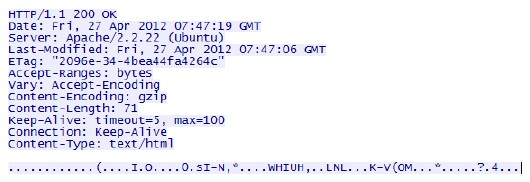 HTTP/1.1 200 OK
Date: Fri, 27 Apr 2012 07:47:19 GMT
Server: Apache/2.2.22 (Ubuntu)
Last-Modified: Fri, 27 Apr 2012 07:47:06 GMT
ETag: "2096e-34-4bea44fa4264c"
Accept-Ranges: bytes
Vary: Accept-Encoding
Content-Encoding: gzip
Content-Length: 71
Keep-Alive: timeout=5, max=100
Connection: Keep-Alive
Content-Type: text/html
............(....I.O....0.sI-N,*....WHIUH,..LNL...K-V(OM...*.....?.4...